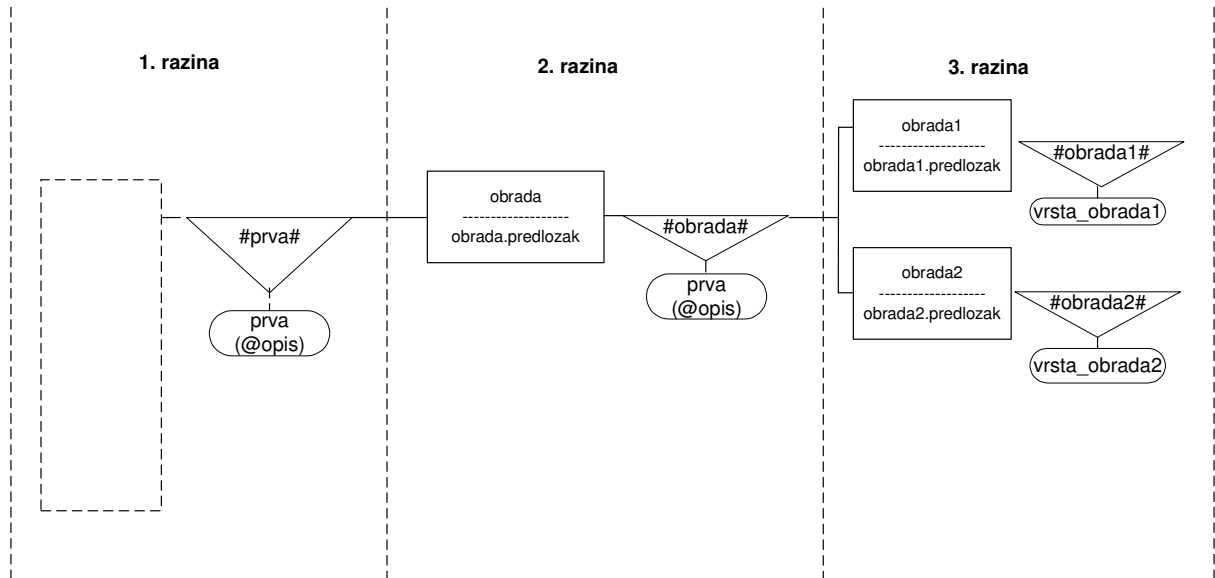 1. razina
#prva#
prva
(@opis)
2. razina
obrada
-------------------
obrada.predlozak
#obrada#
prva
(@opis)
3. razina
obrada1
-------------------
obrada1.predlozak
#obrada1#
vrsta_obrada1
obrada2
-------------------
obrada2.predlozak
#obrada2#
vrsta_obrada2